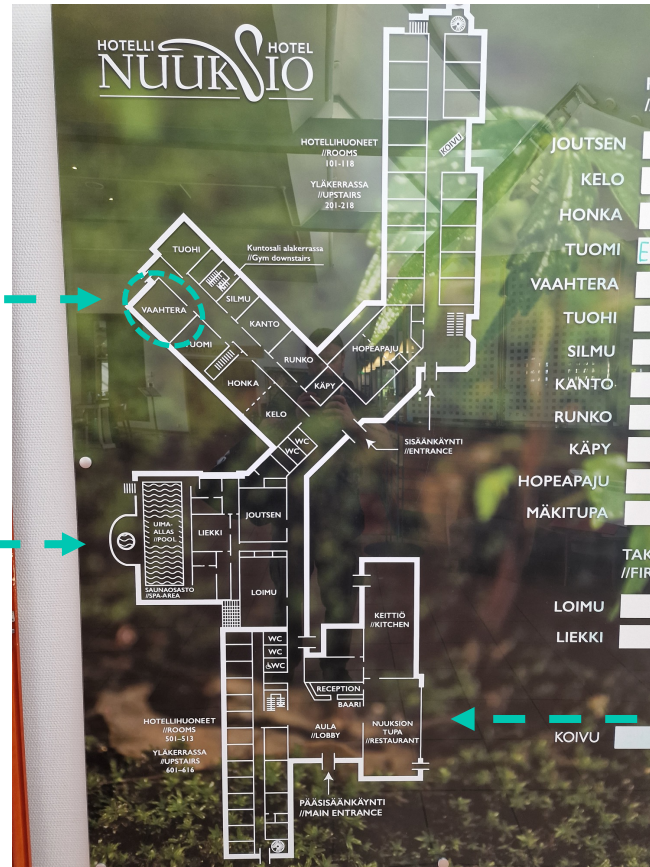 HOTELLI HOTEL
NUUKSIO
HOTELLIHUONEET
//ROOMS
101-118
YLÄKERRASSA
//UPSTAIRS
201-218
KOIVU
Kuntosali alakerrassa
//Gym downstairs
TUOHI
SILMU
VAAHTERA
KANTO
TUOMI
RUNKO
HOPEAPAJU
HONKA
KÄPY
KELO
SISÄÄNKÄYNTI
//ENTRANCE
WC
WC
UIMA-
ALLAS
//POOL
LIEKKI
JOUTSEN
SAUNAOSASTO
//SPA-AREA
LOIMU
KEITTIÖ
//KITCHEN
WC
WC
WC
RECEPTION
BAARI
HOTELLIHUONEET
//ROOMS
501–513
YLÄKERRASSA
//UPSTAIRS
601–616
AULA
//LOBBY
NUUKSION
TUPA
//RESTAURANT
PÄÄSISÄÄNKÄYNTI
//MAIN ENTRANCE
JOUTSEN
KELO
HONKA
TUOMI
VAAHTERA
TUOHI
SILMU
KANTO
RUNKO
KÄPY
HOPEAPAJU
MÄKITUPA
LOIMU
LIEKKI
KOIVU